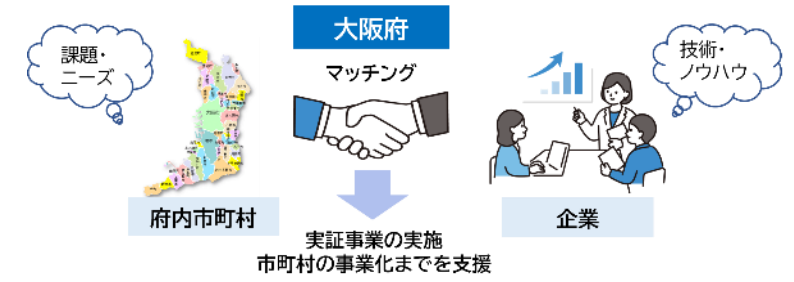 大阪府
課題・
ニーズ
マッチング
技術・
ノウハウ
府内市町村
企業
実証事業の実施
市町村の事業化までを支援